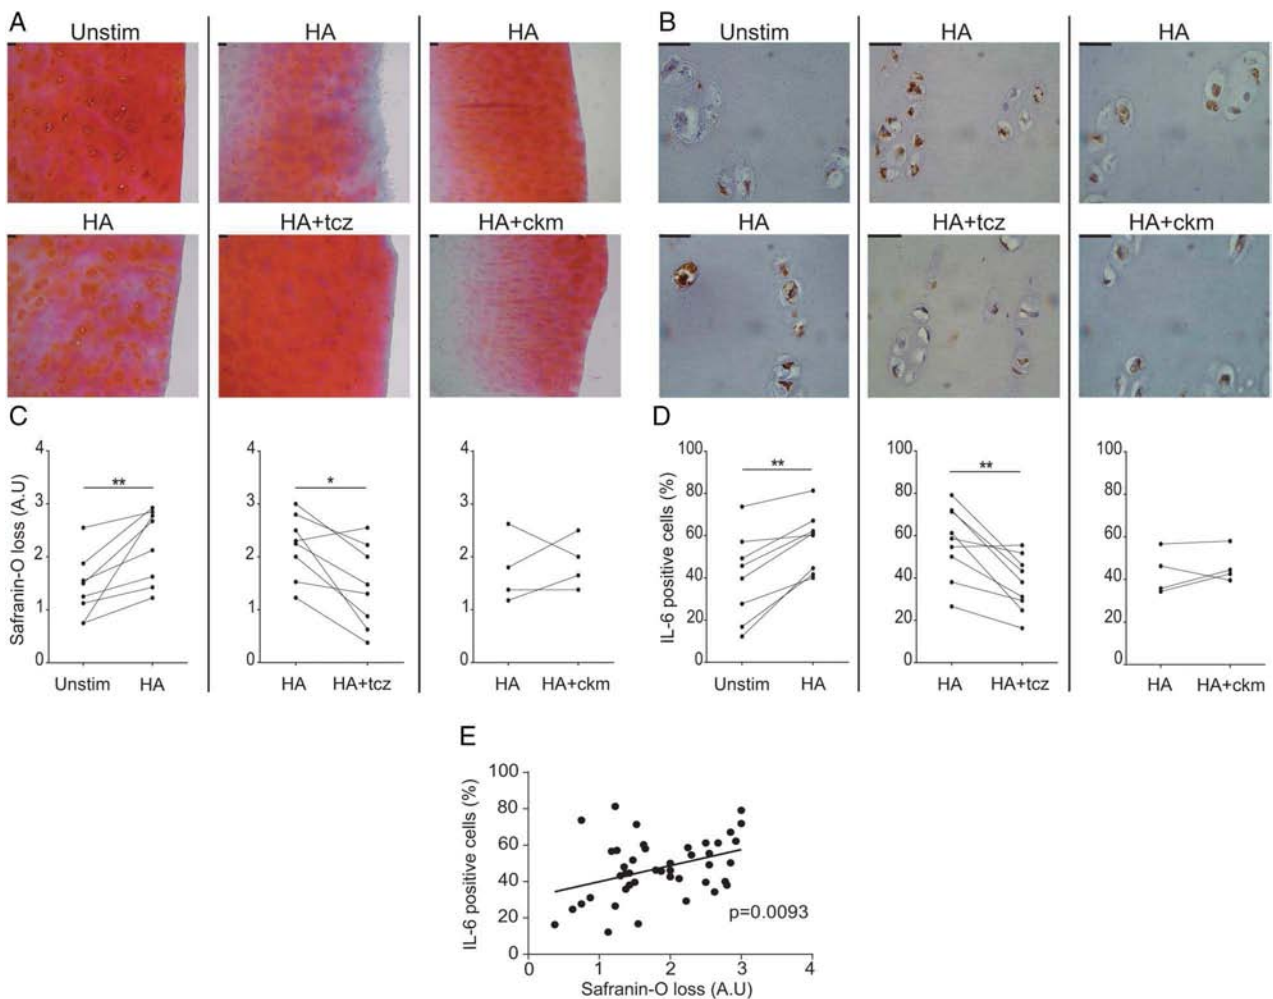 A
Unstim HA HA
HA HA+tcz HA+ckm
B
Unstim HA HA
HA HA+tcz HA+ckm
C
Safranin-O loss (A.U)
4
3
2
1
0
**
Unstim HA
4
3
2
1
0
*
HA HA+tcz
4
3
2
1
0
HA HA+ckm
D
IL-6 positive cells (%)
100
80
60
40
20
0
**
Unstim HA
100
80
60
40
20
0
**
HA HA+tcz
100
80
60
40
20
0
HA HA+ckm
E
IL-6 positive cells (%)
100
80
60
40
20
0
p=0.0093
0 1 2 3 4
Safranin-O loss (A.U)